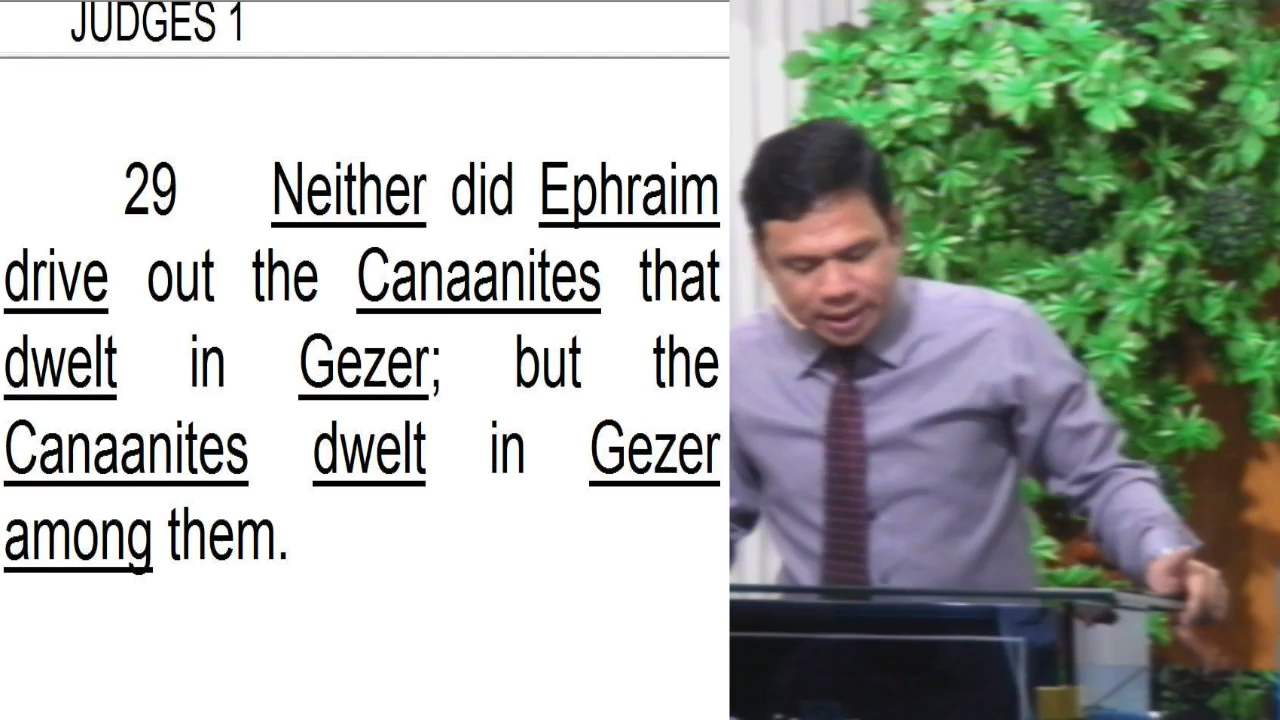 JUDGES 1
29 Neither did Ephraim
drive out the Canaanites that
dwelt in Gezer; but the
Canaanites dwelt in Gezer
among them.